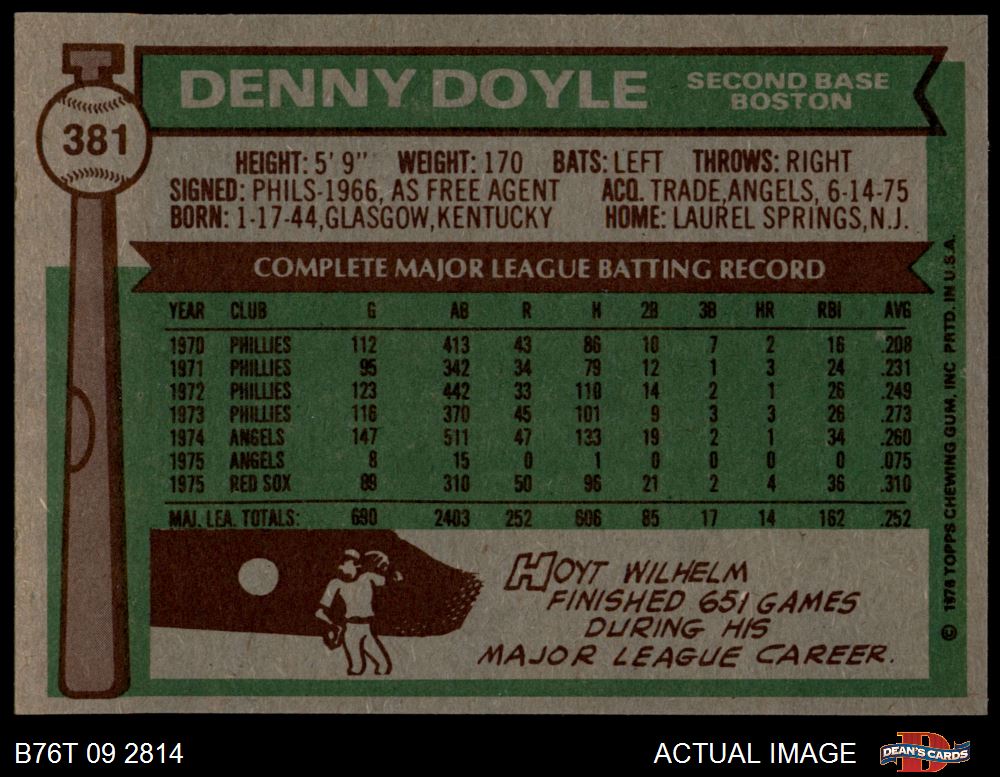 381
DENNY DOYLE
SECOND BASE
BOSTON
HEIGHT: 5' 9" WEIGHT: 170 BATS: LEFT THROWS: RIGHT
SIGNED: PHILS-1966, AS FREE AGENT ACQ. TRADE, ANGELS, 6-14-75
BORN: 1-17-44, GLASGOW, KENTUCKY HOME: LAUREL SPRINGS, N.J.
COMPLETE MAJOR LEAGUE BATTING RECORD
YEAR CLUB G AB R H 2B 3B HR RBI AVG
1970 PHILLIES 112 413 43 86 10 7 2 16 .208
1971 PHILLIES 95 342 34 79 12 1 3 24 .231
1972 PHILLIES 123 442 33 110 14 2 1 26 .249
1973 PHILLIES 116 370 45 101 9 3 3 26 .273
1974 ANGELS 147 511 47 133 19 2 1 34 .260
1975 ANGELS 8 15 0 1 0 0 0 0 .075
1975 RED SOX 89 310 50 96 21 2 4 36 .310
MAJ. LEA. TOTALS: 690 2403 252 606 85 17 14 162 .252
HOYT WILHELM
FINISHED 651 GAMES
DURING HIS
MAJOR LEAGUE CAREER.
© 1976 TOPPS CHEWING GUM, INC PRTD. IN U.S.A.
B76T 09 2814
ACTUAL IMAGE
DEAN'S CARDS